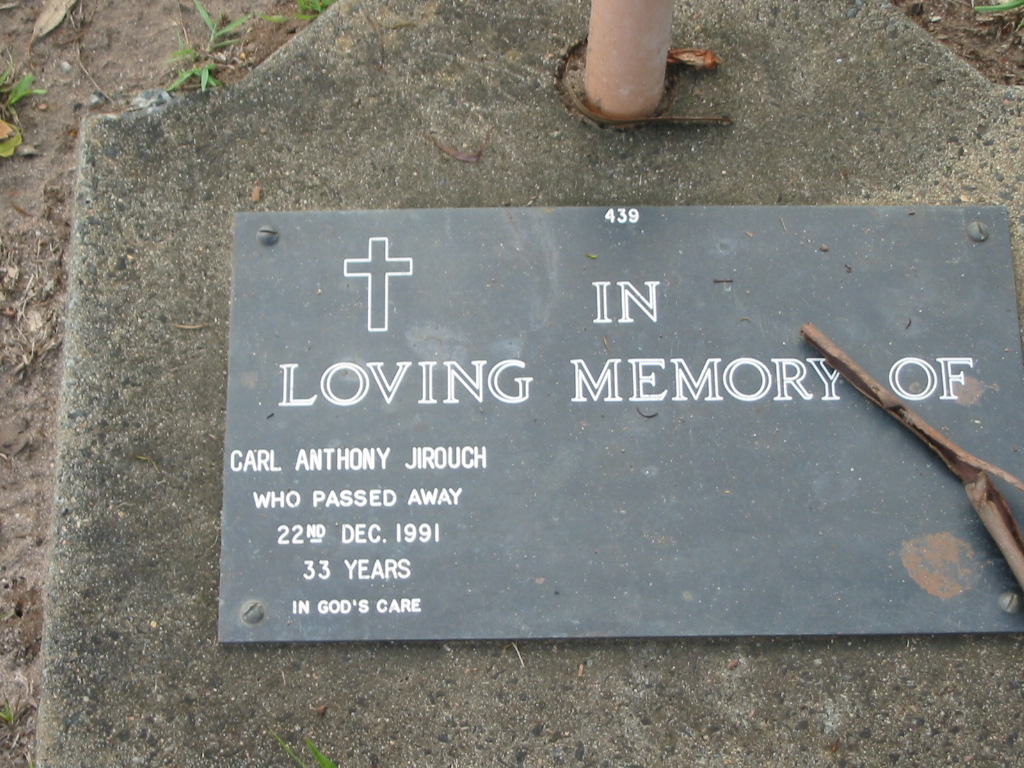 439
IN
LOVING MEMORY OF
CARL ANTHONY JIROUCH
WHO PASSED AWAY
22ND DEC. 1991
33 YEARS
IN GOD'S CARE